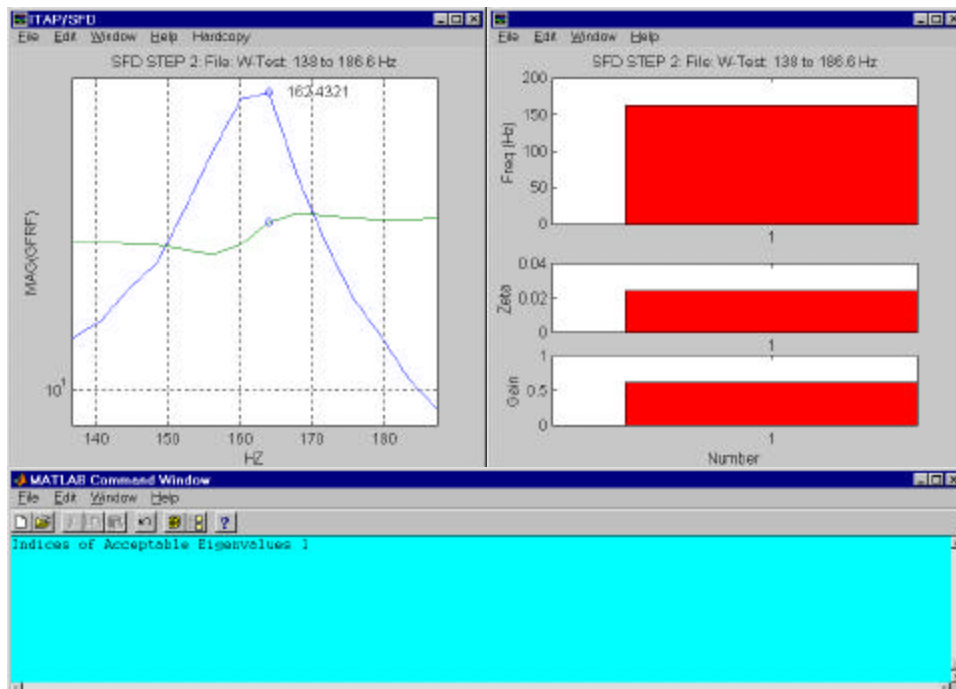 ITAP/SFD
File Edit Window Help Hardcopy
SFD STEP 2: File: W-Test: 138 to 186.6 Hz
162.4321
MAG(GFRF)
10¹
140 150 160 170 180
HZ
File Edit Window Help
SFD STEP 2: File: W-Test: 138 to 186.6 Hz
200
150
100
50
0
Freq (Hz)
1
0.04
0.02
0
Zeta
1
1
0.5
0
Gain
1
Number
MATLAB Command Window
File Edit Window Help
?
Indices of Acceptable Eigenvalues 1